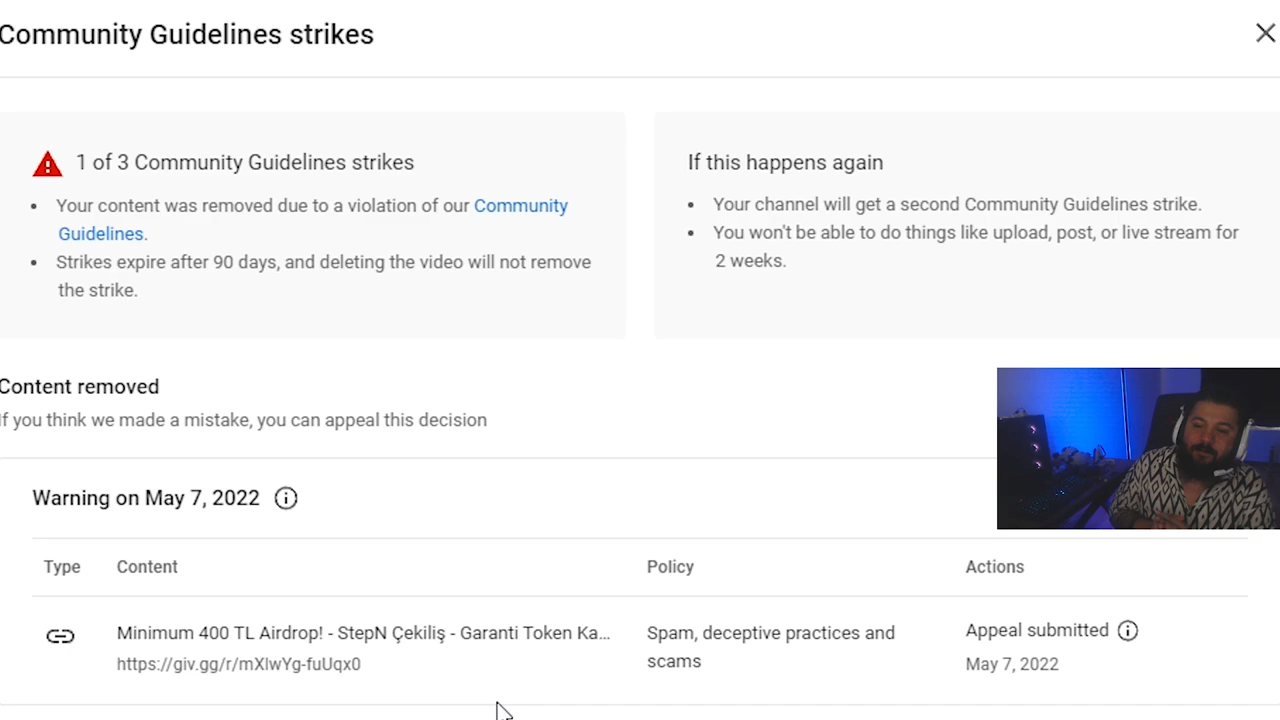 Community Guidelines strikes
1 of 3 Community Guidelines strikes
• Your content was removed due to a violation of our Community
Guidelines.
• Strikes expire after 90 days, and deleting the video will not remove
the strike.
If this happens again
• Your channel will get a second Community Guidelines strike.
• You won't be able to do things like upload, post, or live stream for
2 weeks.
Content removed
If you think we made a mistake, you can appeal this decision
Warning on May 7, 2022
Type Content Policy Actions
Minimum 400 TL Airdrop! - StepN Çekiliş - Garanti Token Ka...
https://giv.gg/r/mXlwYg-fuUqx0
Spam, deceptive practices and
scams
Appeal submitted
May 7, 2022